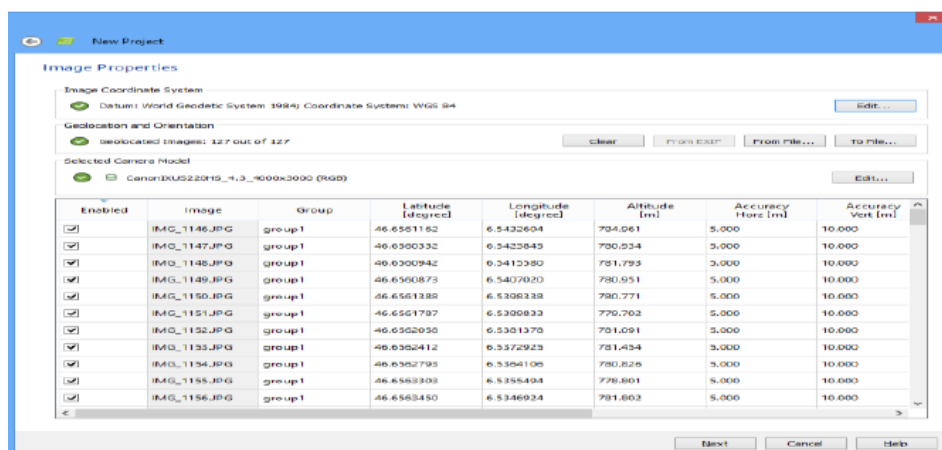 New Project
Image Properties
Image Coordinate System
Datum: World Geodetic System 1984; Coordinate System: WGS 84
Edit...
Geolocation and Orientation
Geolocated Images: 127 out of 127
Clear From EXIF From File... To File...
Selected Camera Model
CanonIXUS220HS_4.3_4000x3000 (RGB)
Edit...
Enabled Image Group Latitude [degree] Longitude [degree] Altitude [m] Accuracy Horz [m] Accuracy Vert [m]
IMG_1146.JPG group1 46.6561162 6.5432604 784.961 5.000 10.000
IMG_1147.JPG group1 46.6560332 6.5423845 780.934 5.000 10.000
IMG_1148.JPG group1 46.6560942 6.5415580 781.793 5.000 10.000
IMG_1149.JPG group1 46.6560873 6.5407020 780.951 5.000 10.000
IMG_1150.JPG group1 46.6561388 6.5398338 780.771 5.000 10.000
IMG_1151.JPG group1 46.6561787 6.5389833 779.702 5.000 10.000
IMG_1152.JPG group1 46.6562058 6.5381378 781.091 5.000 10.000
IMG_1153.JPG group1 46.6562412 6.5372925 781.454 5.000 10.000
IMG_1154.JPG group1 46.6562795 6.5364106 780.826 5.000 10.000
IMG_1155.JPG group1 46.6563303 6.5355494 778.801 5.000 10.000
IMG_1156.JPG group1 46.6563450 6.5346924 781.802 5.000 10.000
Next Cancel Help